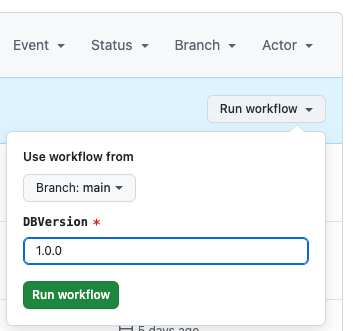 Event Status Branch Actor
Run workflow
Use workflow from
Branch: main
DBVersion *
1.0.0
Run workflow
5 days ago